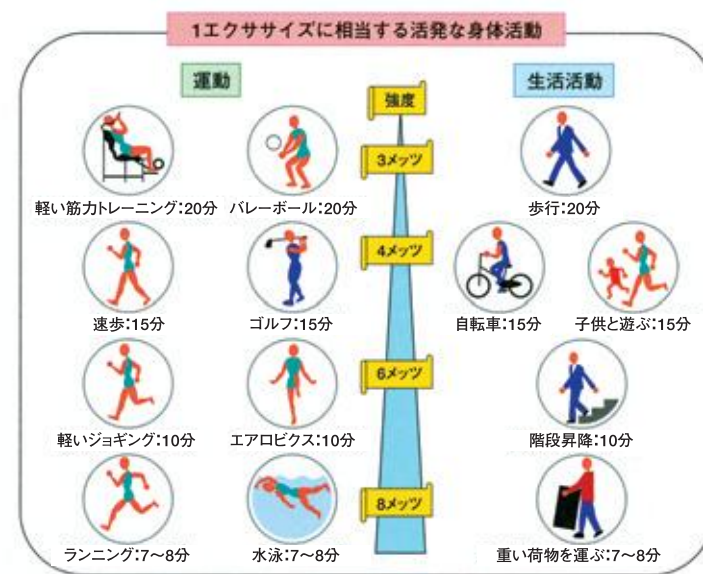 1エクササイズに相当する活発な身体活動
運動
強度
生活活動
3メッツ
軽い筋力トレーニング:20分
バレーボール:20分
歩行:20分
4メッツ
速歩:15分
ゴルフ:15分
自転車:15分
子供と遊ぶ:15分
6メッツ
軽いジョギング:10分
エアロビクス:10分
階段昇降:10分
8メッツ
ランニング:7〜8分
水泳:7〜8分
重い荷物を運ぶ:7〜8分